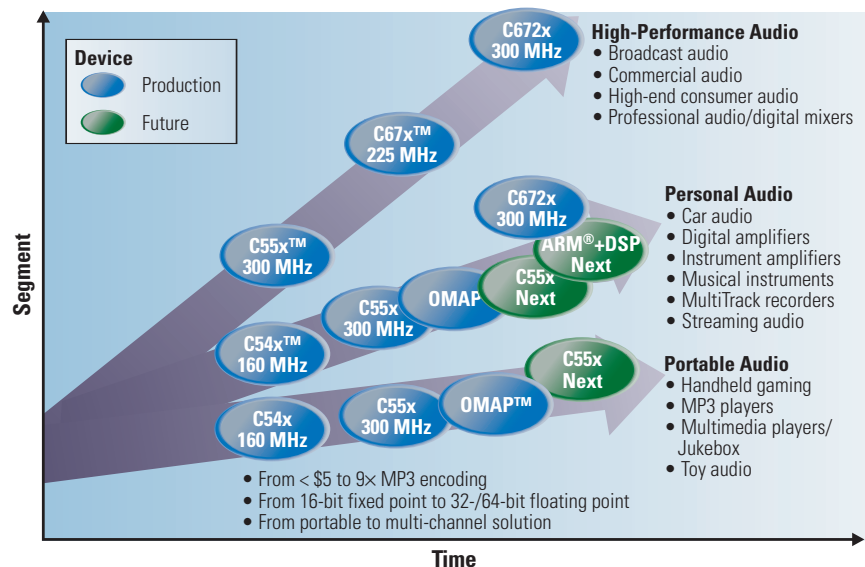 Device
Production
Future
C672x
300 MHz
High-Performance Audio
• Broadcast audio
• Commercial audio
• High-end consumer audio
• Professional audio/digital mixers
C67x™
225 MHz
C55x™
300 MHz
C672x
300 MHz
ARM®+DSP
Next
C55x
Next
OMAP
C55x
300 MHz
C54x™
160 MHz
Personal Audio
• Car audio
• Digital amplifiers
• Instrument amplifiers
• Musical instruments
• MultiTrack recorders
• Streaming audio
C54x
160 MHz
C55x
300 MHz
OMAP™
C55x
Next
Portable Audio
• Handheld gaming
• MP3 players
• Multimedia players/
Jukebox
• Toy audio
• From < $5 to 9× MP3 encoding
• From 16-bit fixed point to 32-/64-bit floating point
• From portable to multi-channel solution
Segment
Time